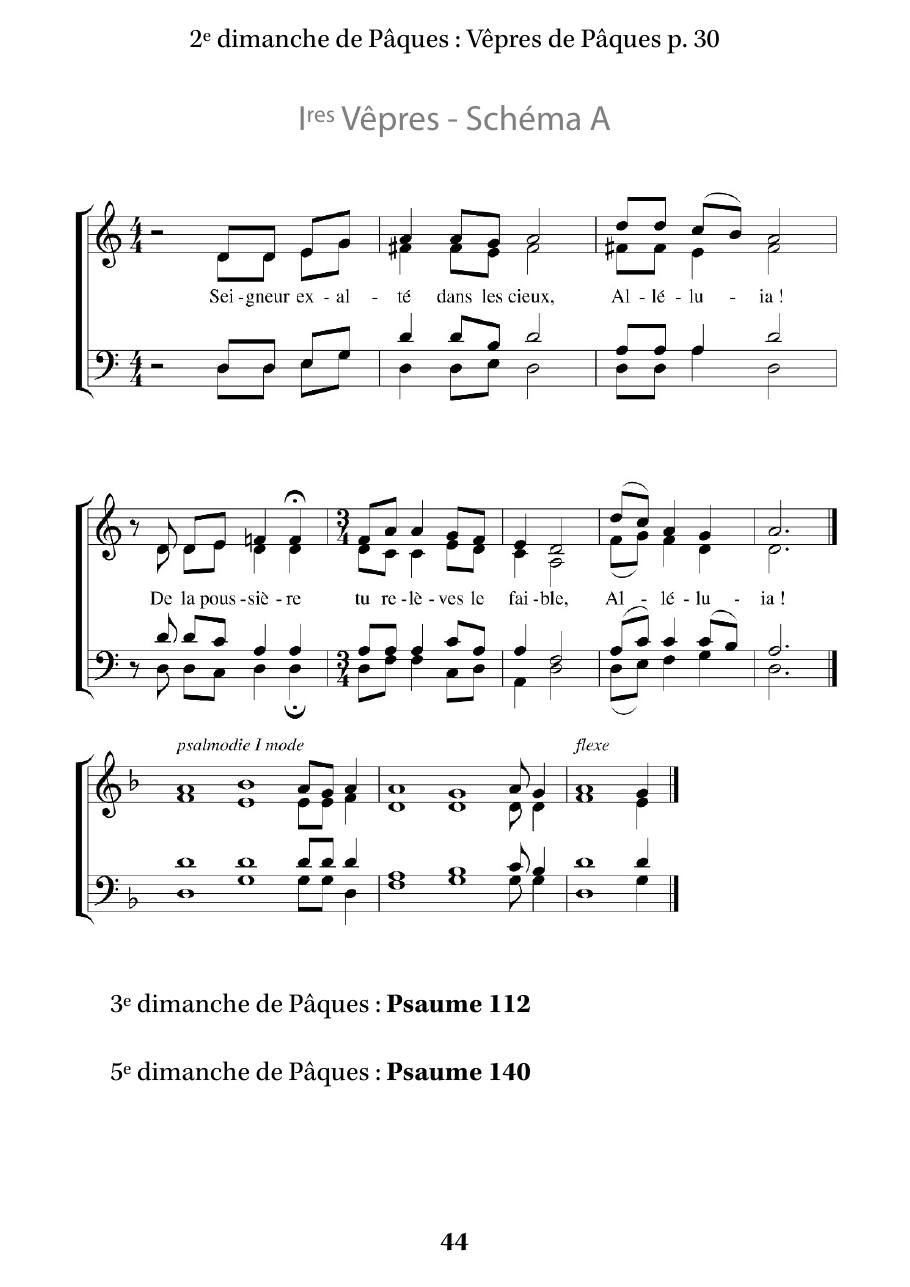 2e dimanche de Pâques : Vêpres de Pâques p. 30
Ires Vêpres - Schéma A
Sei - gneur ex - al - té dans les cieux, Al - lé - lu - ia !
De la pous - siè - re tu re - lè - ves le fai - ble, Al - lé - lu - ia !
psalmodie I mode flexe
3e dimanche de Pâques : Psaume 112
5e dimanche de Pâques : Psaume 140
44